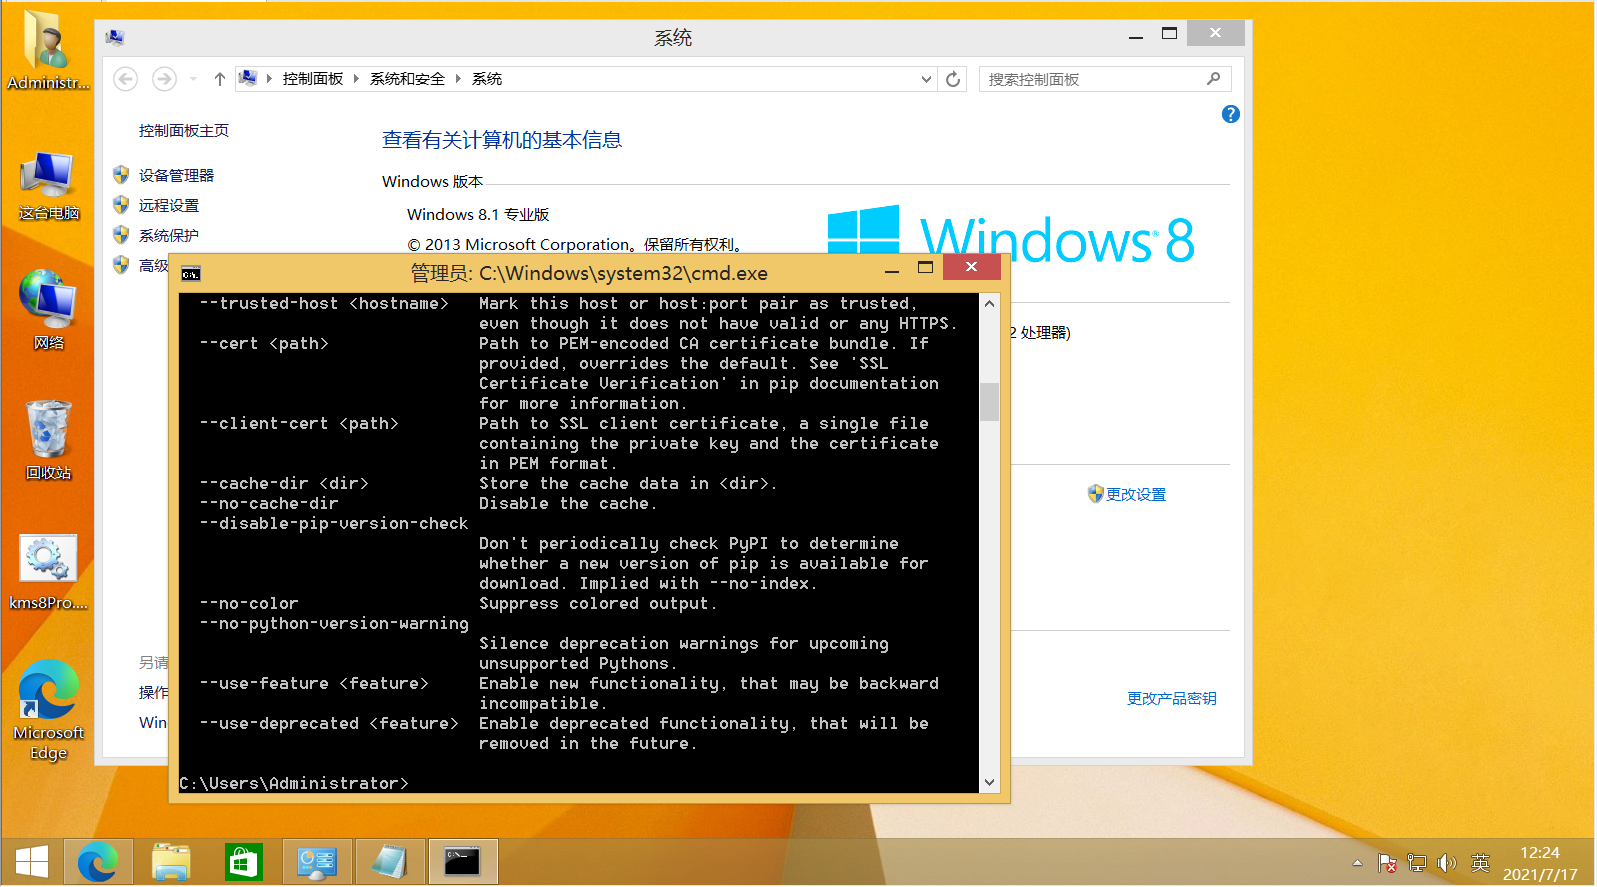 Administr...
这台电脑
网络
回收站
kms8Pro....
Microsoft
Edge
系统
控制面板
系统和安全
系统
搜索控制面板
?
控制面板主页
设备管理器
远程设置
系统保护
高级
另请
操作
Win
查看有关计算机的基本信息
Windows 版本
Windows 8.1 专业版
© 2013 Microsoft Corporation。保留所有权利。
Windows 8
2 处理器)
更改设置
更改产品密钥
管理员: C:\Windows\system32\cmd.exe
--trusted-host <hostname>   Mark this host or host:port pair as trusted,
even though it does not have valid or any HTTPS.
--cert <path>   Path to PEM-encoded CA certificate bundle. If
provided, overrides the default. See 'SSL
Certificate Verification' in pip documentation
for more information.
--client-cert <path>   Path to SSL client certificate, a single file
containing the private key and the certificate
in PEM format.
--cache-dir <dir>   Store the cache data in <dir>.
--no-cache-dir   Disable the cache.
--disable-pip-version-check
Don't periodically check PyPI to determine
whether a new version of pip is available for
download. Implied with --no-index.
--no-color   Suppress colored output.
--no-python-version-warning
Silence deprecation warnings for upcoming
unsupported Pythons.
--use-feature <feature>   Enable new functionality, that may be backward
incompatible.
--use-deprecated <feature>   Enable deprecated functionality, that will be
removed in the future.
C:\Users\Administrator>
英
12:24
2021/7/17